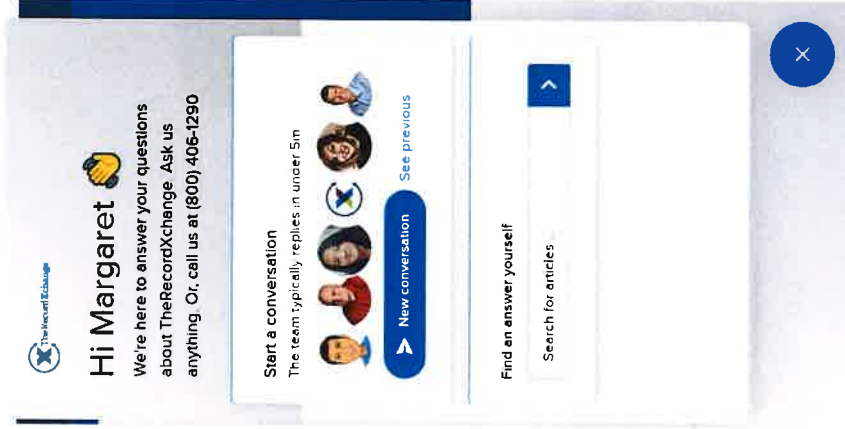 TheRecordXchange
Hi Margaret
We're here to answer your questions
about TheRecordXchange. Ask us
anything. Or, call us at (800) 406-1290
Start a conversation
The team typically replies in under 5m
New conversation
See previous
Find an answer yourself
Search for articles...